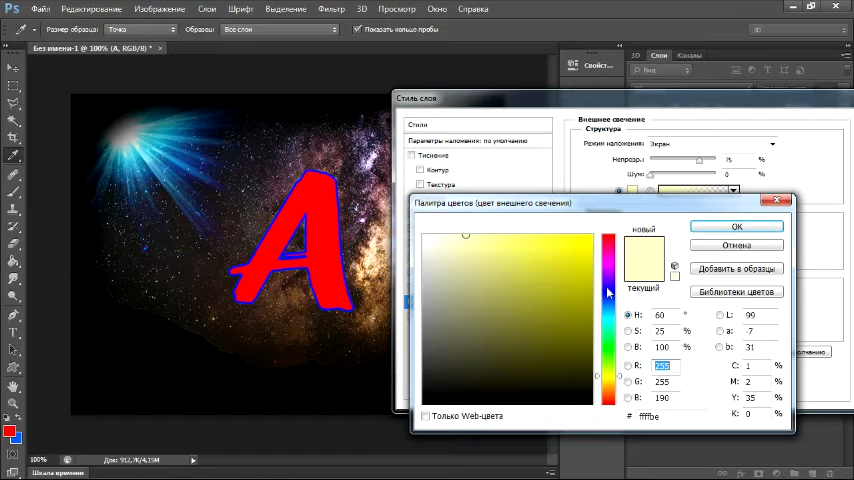 Ps Файл Редактирование Изображение Слои Шрифт Выделение Фильтр 3D Просмотр Окно Справка
Размер образца: Точка Образец: Все слои Показать кольцо пробы 3D
Без имени-1 @ 100% (A, RGB/8) *
Свойст... 3D Слои Каналы
Вид
A
Стиль слоя
Стили
Параметры наложения: по умолчанию
Тиснение
Контур
Текстура
Внешнее свечение
Структура
Режим наложения: Экран
Непрозр.: 75 %
Шум: 0 %
Палитра цветов (цвет внешнего свечения)
новый
текущий
OK
Отмена
Добавить в образцы
Библиотеки цветов
H: 60 °
S: 25 %
B: 100 %
R: 255
G: 255
B: 190
# ffffbe
L: 99
a: -7
b: 31
C: 1 %
M: 2 %
Y: 35 %
K: 0 %
Только Web-цвета
100% Док: 912,7K/4,15M
Шкала времени